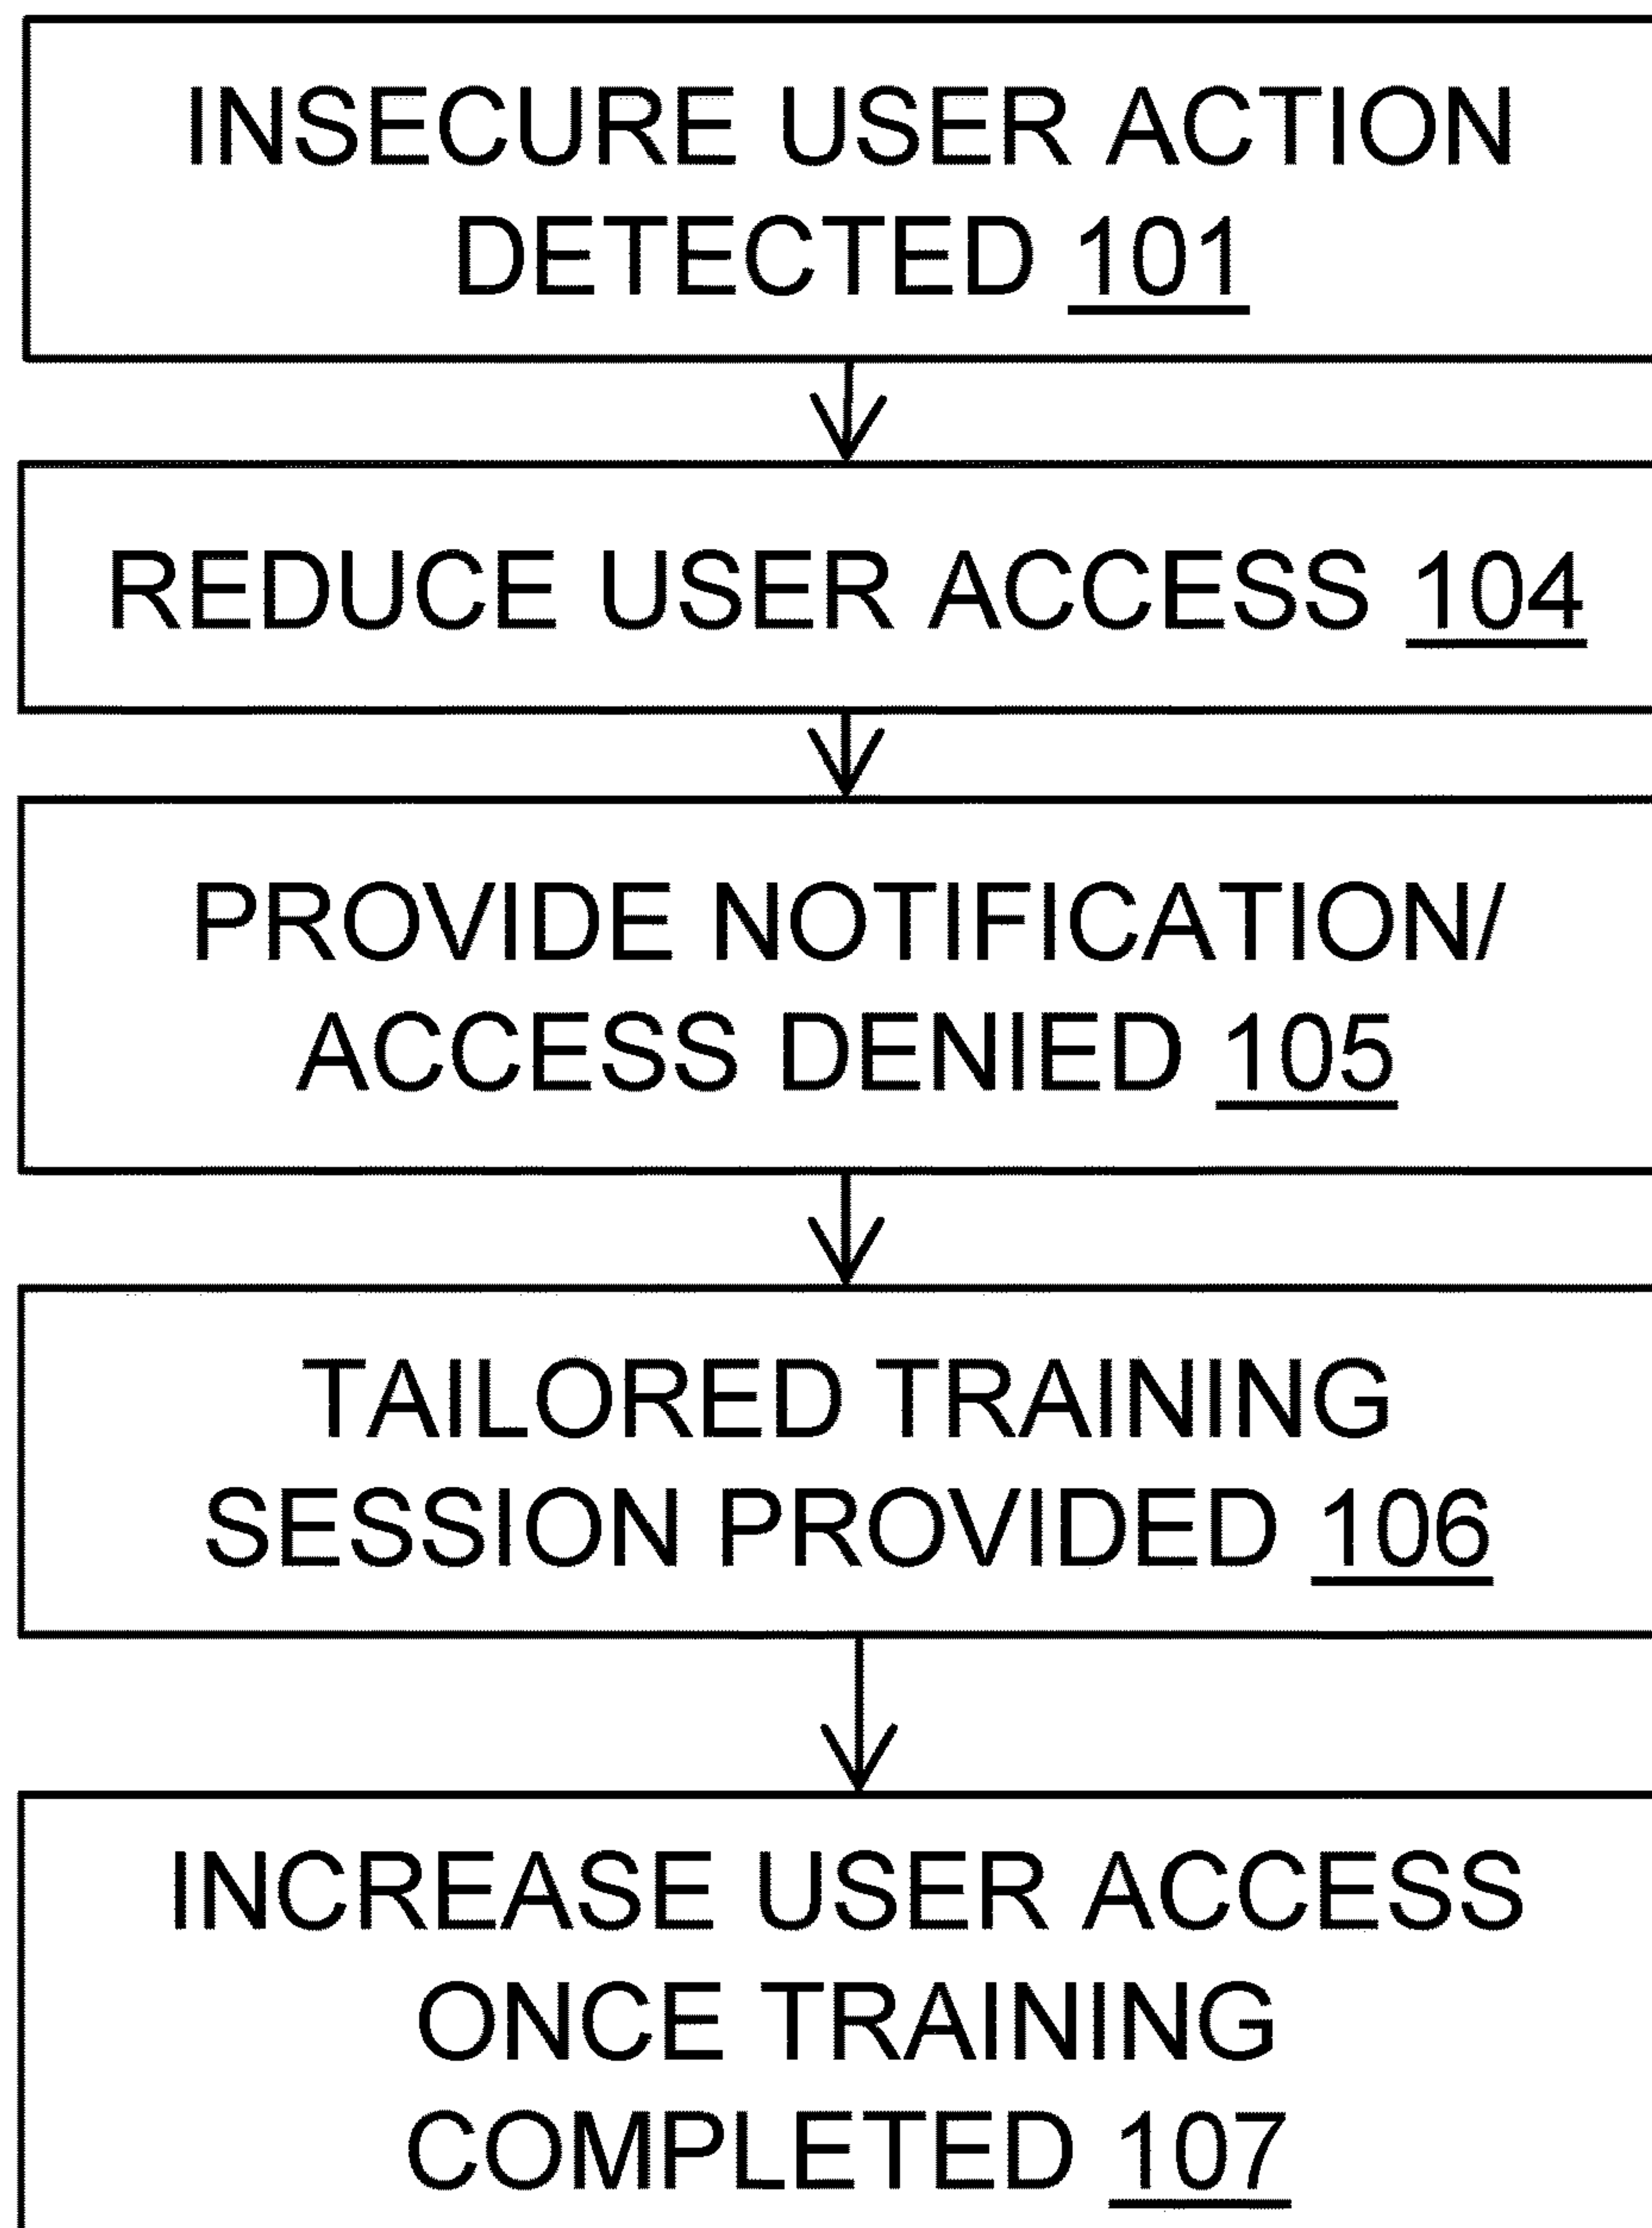 INSECURE USER ACTION
DETECTED 101
REDUCE USER ACCESS 104
PROVIDE NOTIFICATION/
ACCESS DENIED 105
TAILORED TRAINING
SESSION PROVIDED 106
INCREASE USER ACCESS
ONCE TRAINING
COMPLETED 107